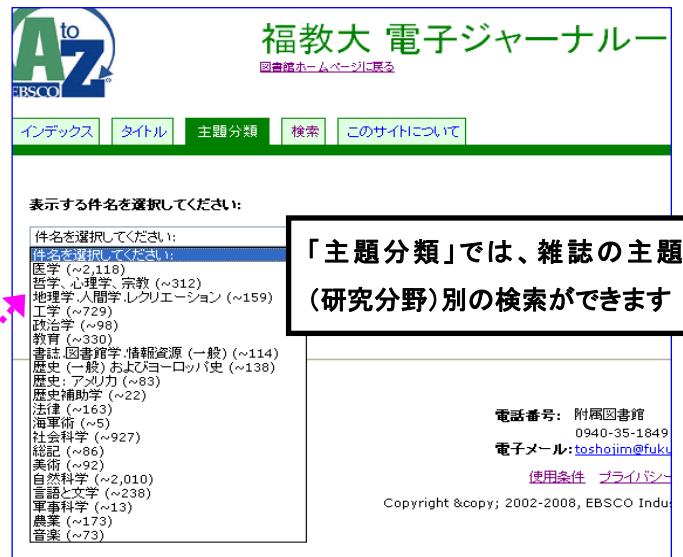 A to Z
EBSCO
福教大 電子ジャーナルー
図書館ホームページに戻る
インデックス タイトル 主題分類 検索 このサイトについて
表示する件名を選択してください:
件名を選択してください:
件名を選択してください:
医学 (~2,118)
哲学、心理学、宗教 (~312)
地理学.人間学.レクリエーション (~159)
工学 (~729)
政治学 (~98)
教育 (~330)
書誌.図書館学.情報資源 (一般) (~114)
歴史 (一般) およびヨーロッパ史 (~138)
歴史: アメリカ (~83)
歴史補助学 (~22)
法律 (~163)
海軍術 (~5)
社会科学 (~927)
総記 (~86)
美術 (~92)
自然科学 (~2,010)
言語と文学 (~238)
軍事科学 (~13)
農業 (~173)
音楽 (~73)
「主題分類」では、雑誌の主題
(研究分野)別の検索ができます
電話番号: 附属図書館
0940-35-1849
電子メール: toshojim@fuku
使用条件 プライバシー
Copyright &copy; 2002-2008, EBSCO Indu